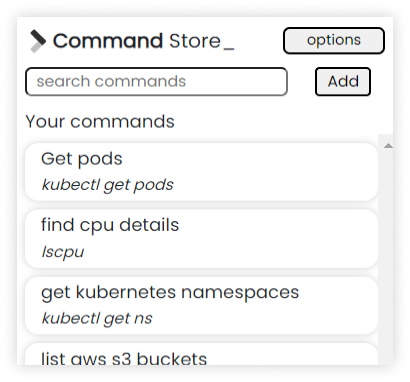 Command Store_
options
search commands
Add
Your commands
Get pods
kubectl get pods
find cpu details
lscpu
get kubernetes namespaces
kubectl get ns
list aws s3 buckets